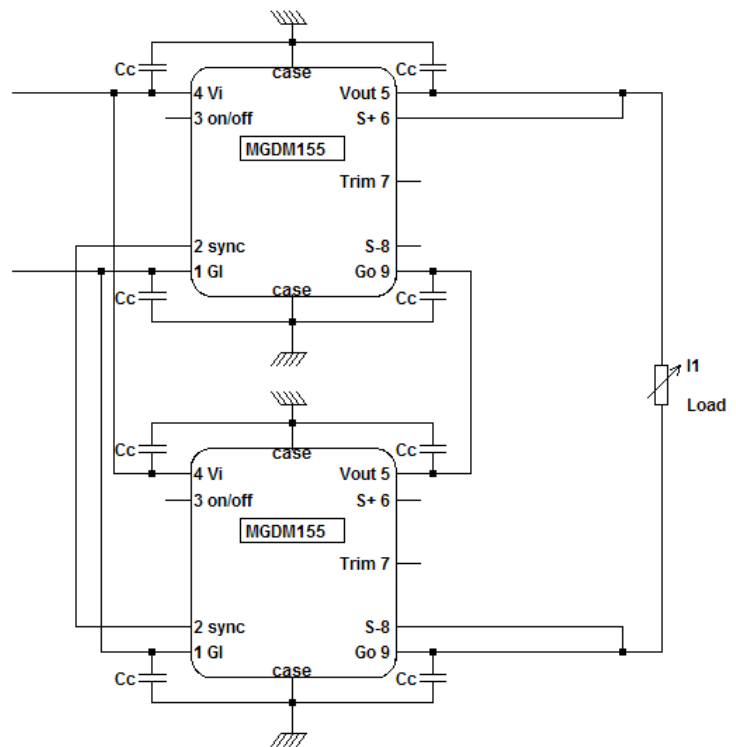 Cc
case
Cc
4 Vi
Vout 5
3 on/off
S+ 6
MGDM155
Trim 7
2 sync
S-8
1 GI
Go 9
Cc
case
Cc
I1
Load
Cc
case
Cc
4 Vi
Vout 5
3 on/off
S+ 6
MGDM155
Trim 7
2 sync
S-8
1 GI
Go 9
Cc
case
Cc